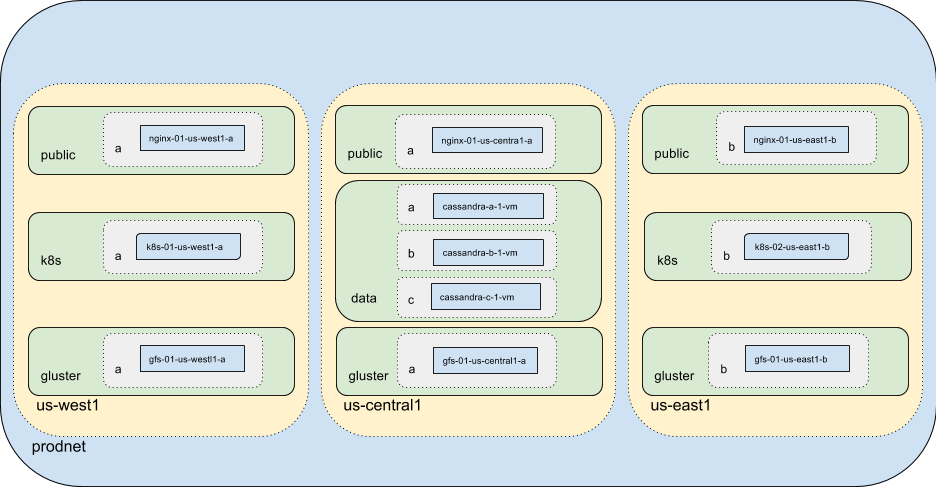 nginx-01-us-west1-a
a
public
k8s-01-us-west1-a
a
k8s
gfs-01-us-westl1-a
a
gluster
us-west1
nginx-01-us-centra1-a
a
public
a
cassandra-a-1-vm
b
cassandra-b-1-vm
c
cassandra-c-1-vm
data
gfs-01-us-central1-a
a
gluster
us-central1
nginx-01-us-east1-b
b
public
k8s-02-us-east1-b
b
k8s
gfs-01-us-east1-b
b
gluster
us-east1
prodnet